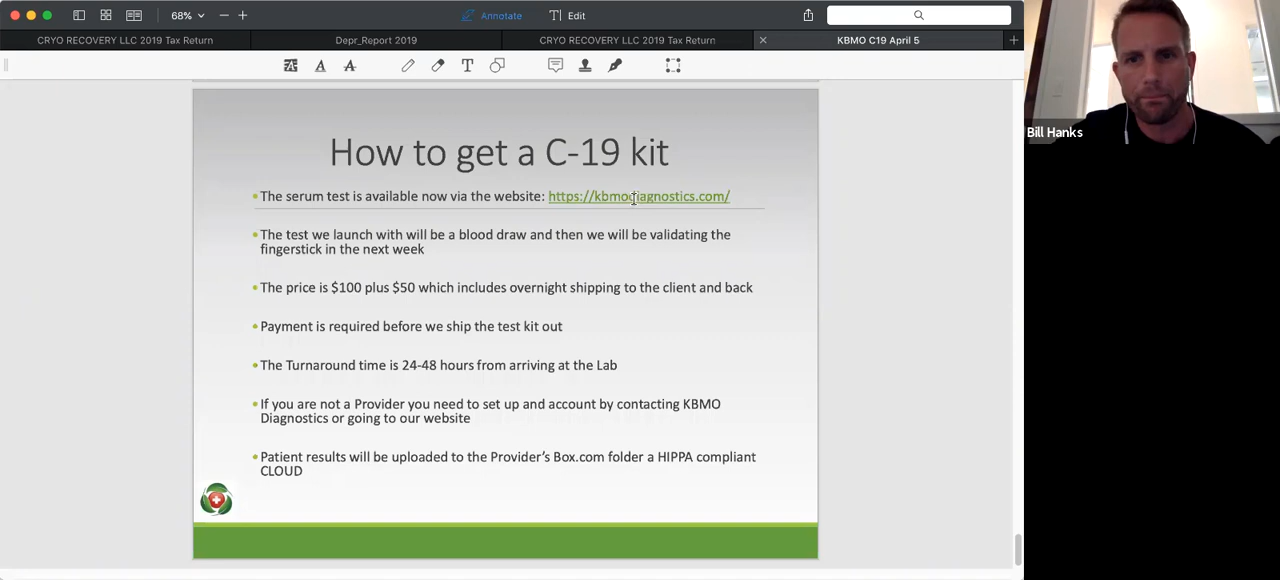 68%
Annotate
Edit
CRYO RECOVERY LLC 2019 Tax Return
Depr_Report 2019
CRYO RECOVERY LLC 2019 Tax Return
KBMO C19 April 5
Bill Hanks
How to get a C-19 kit
•The serum test is available now via the website: https://kbmodiagnostics.com/
•The test we launch with will be a blood draw and then we will be validating the
fingerstick in the next week
•The price is $100 plus $50 which includes overnight shipping to the client and back
•Payment is required before we ship the test kit out
•The Turnaround time is 24-48 hours from arriving at the Lab
•If you are not a Provider you need to set up and account by contacting KBMO
Diagnostics or going to our website
•Patient results will be uploaded to the Provider's Box.com folder a HIPPA compliant
CLOUD